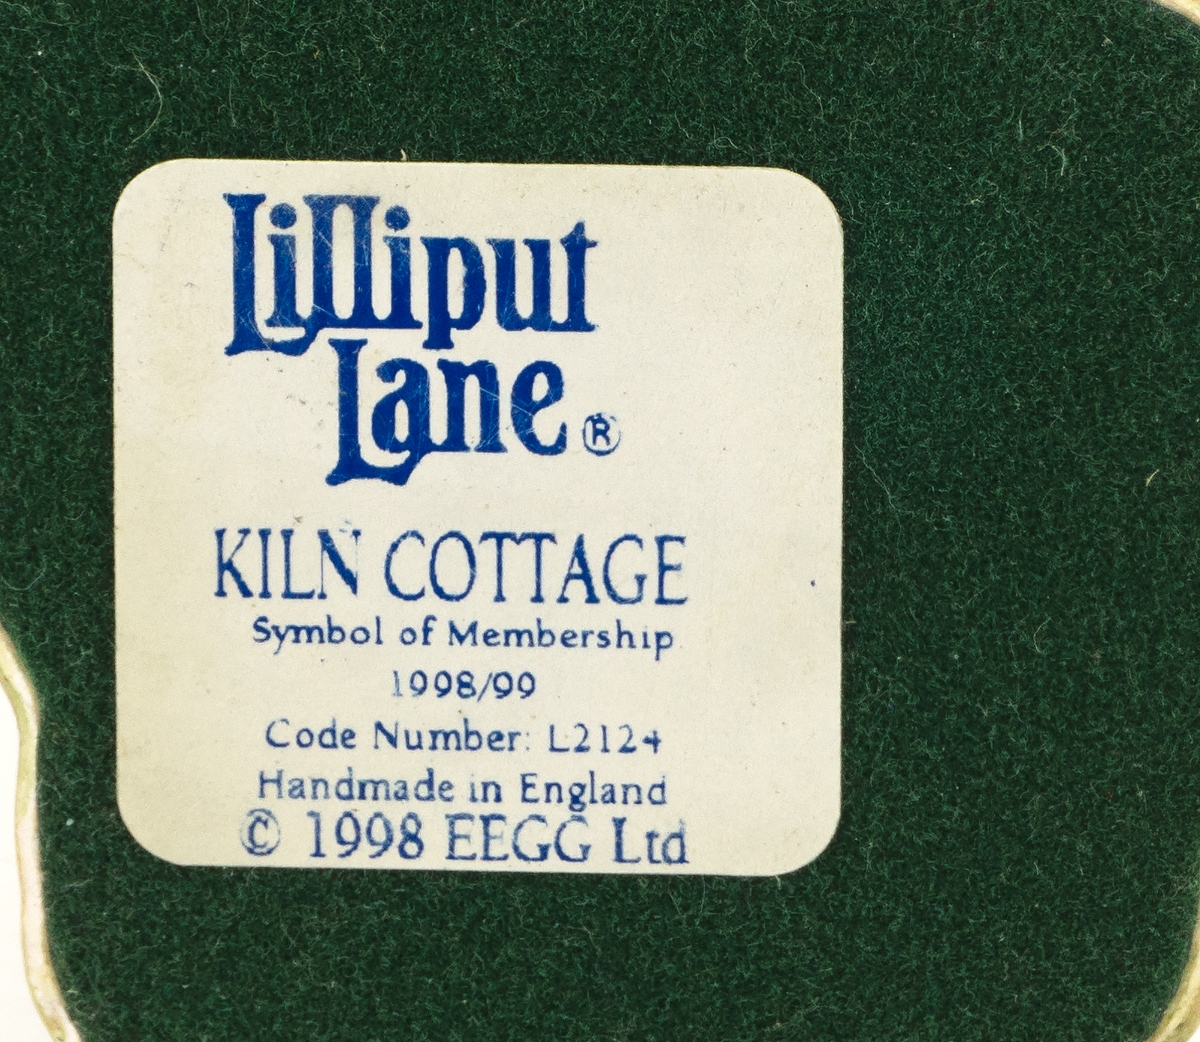 Lilliput
Lane®
KILN COTTAGE
Symbol of Membership
1998/99
Code Number: L2124
Handmade in England
© 1998 EEGG Ltd